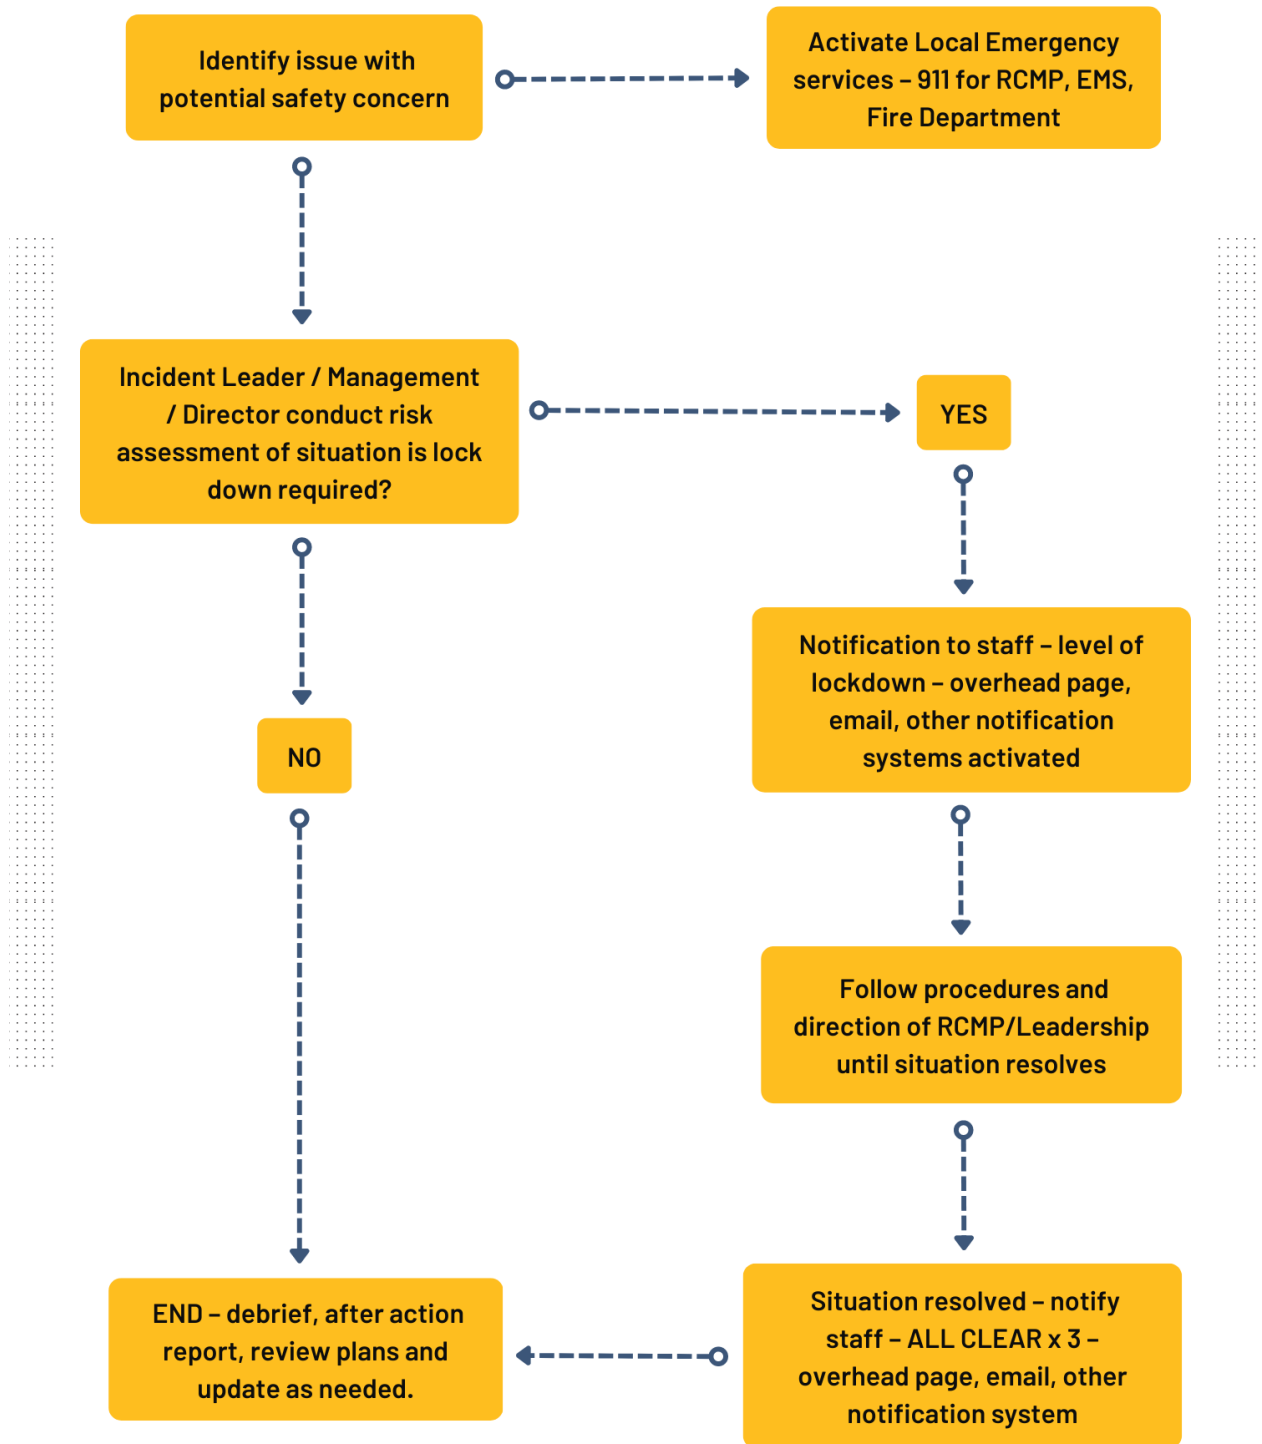 Identify issue with
potential safety concern
Activate Local Emergency
services – 911 for RCMP, EMS,
Fire Department
Incident Leader / Management
/ Director conduct risk
assessment of situation is lock
down required?
YES
Notification to staff – level of
lockdown – overhead page,
email, other notification
systems activated
NO
Follow procedures and
direction of RCMP/Leadership
until situation resolves
Situation resolved – notify
staff – ALL CLEAR x 3 –
overhead page, email, other
notification system
END – debrief, after action
report, review plans and
update as needed.